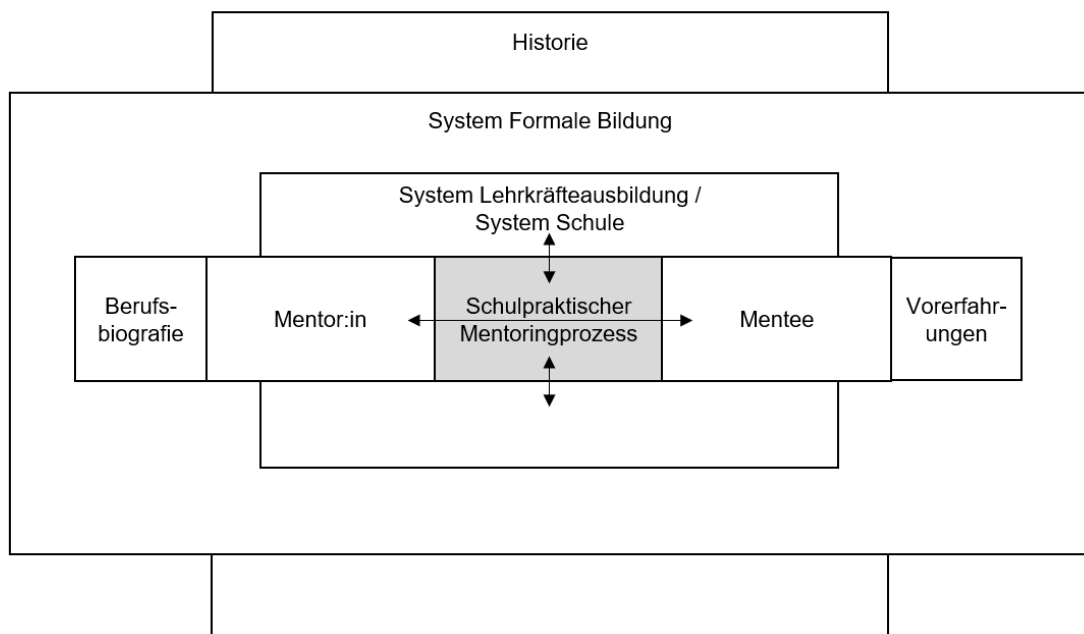 Historie
System Formale Bildung
System Lehrkräfteausbildung /
System Schule
Berufs-
biografie
Mentor:in
Schulpraktischer
Mentoringprozess
Mentee
Vorerfahr-
ungen